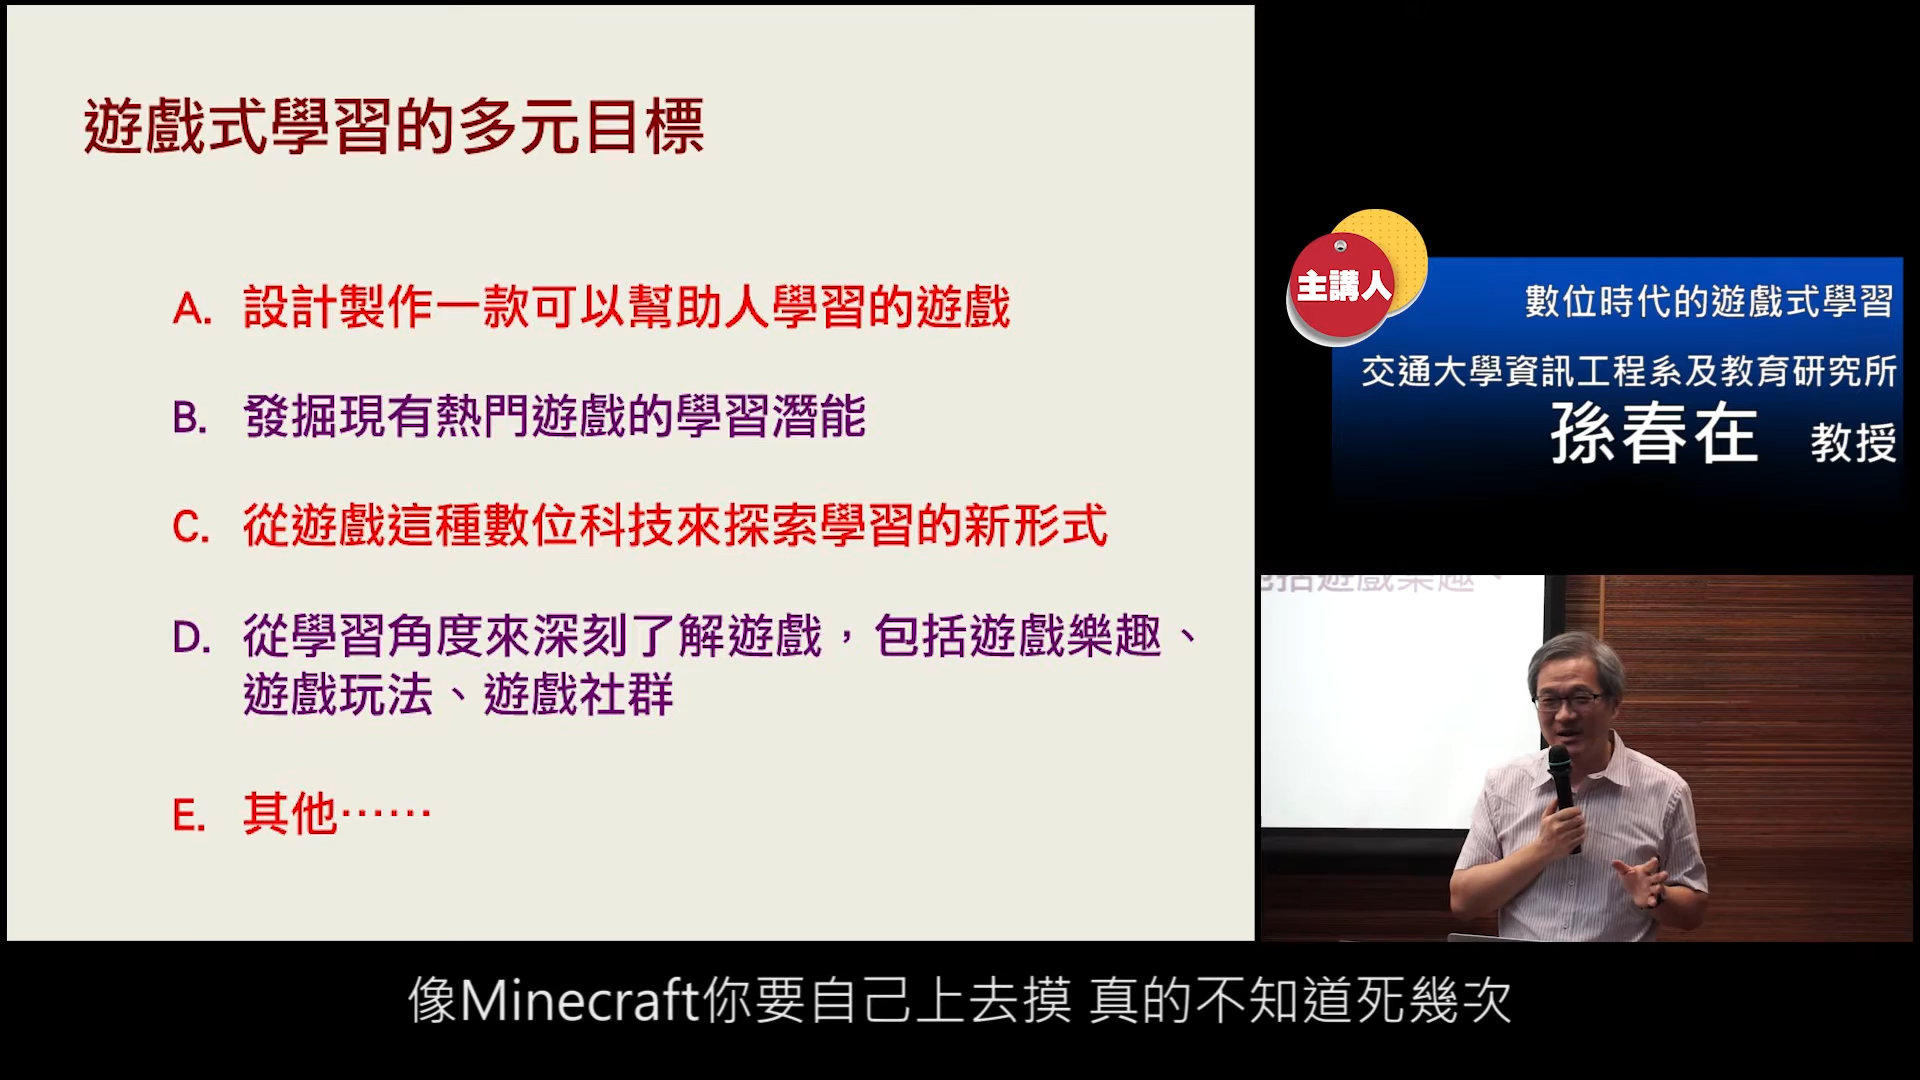 遊戲式學習的多元目標
A. 設計製作一款可以幫助人學習的遊戲
B. 發掘現有熱門遊戲的學習潛能
C. 從遊戲這種數位科技來探索學習的新形式
D. 從學習角度來深刻了解遊戲，包括遊戲樂趣、
遊戲玩法、遊戲社群
E. 其他……
主講人
數位時代的遊戲式學習
交通大學資訊工程系及教育研究所
孫春在 教授
包括遊戲樂趣、
像Minecraft你要自己上去摸 真的不知道死幾次